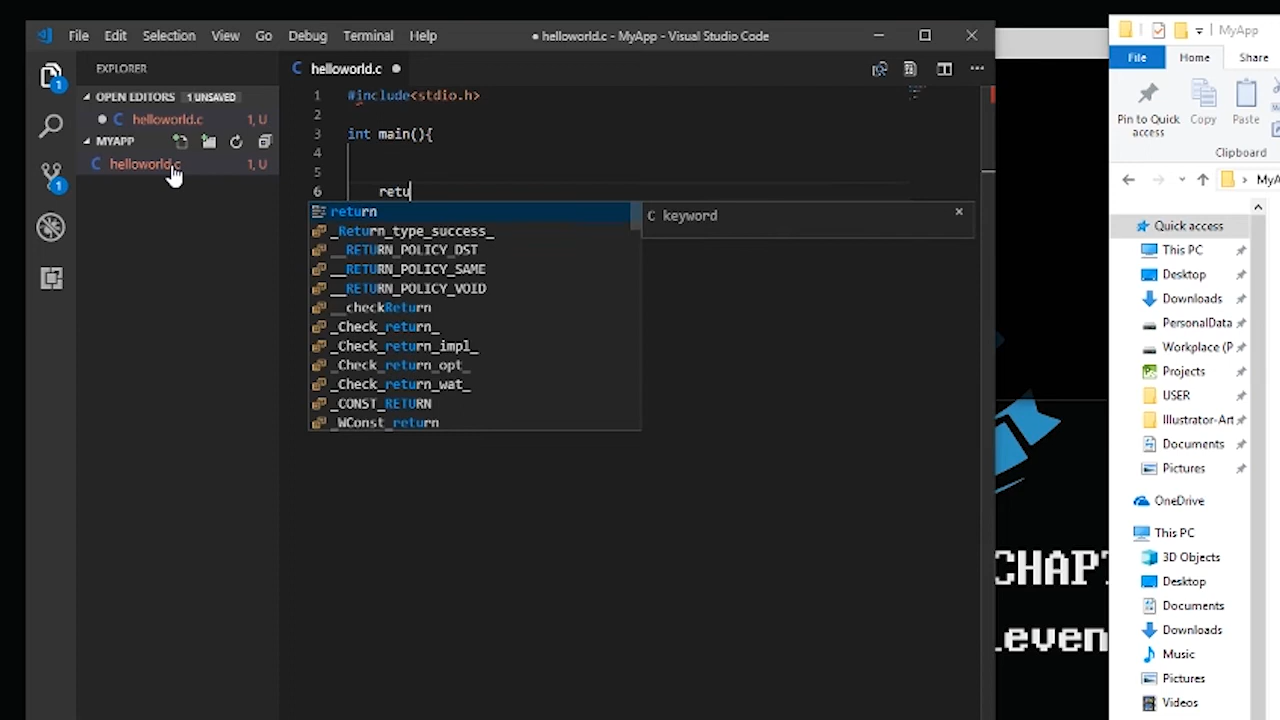 File Edit Selection View Go Debug Terminal Help ● helloworld.c - MyApp - Visual Studio Code
EXPLORER
OPEN EDITORS 1 UNSAVED
● C helloworld.c 1, U
MYAPP
C helloworld.c 1, U
1
1
C helloworld.c ●
1 #include<stdio.h>
2
3 int main(){
4
5
6 retu
return
_Return_type_success_
__RETURN_POLICY_DST
__RETURN_POLICY_SAME
__RETURN_POLICY_VOID
__checkReturn
_Check_return_
_Check_return_impl_
_Check_return_opt_
_Check_return_wat_
_CONST_RETURN
_WConst_return
C keyword
CHAPT
leven
MyApp
File Home Share
Pin to Quick access
Copy
Paste
Clipboard
MyA
Quick access
This PC
Desktop
Downloads
PersonalData
Workplace (P
Projects
USER
Illustrator-Art
Documents
Pictures
OneDrive
This PC
3D Objects
Desktop
Documents
Downloads
Music
Pictures
Videos